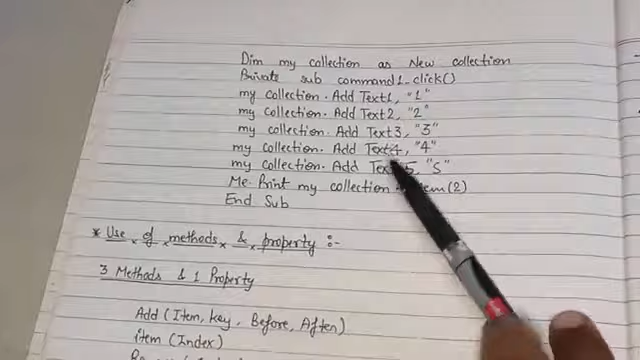 Dim my collection as New collection
Private sub command1_click()
my collection. Add Text1, "1"
my collection. Add Text2, "2"
my collection. Add Text3, "3"
my collection. Add Text4, "4"
my collection. Add Text5, "5"
Me. Print my collection. Item (2)
End Sub
* Use of methods & property :-
3 Methods & 1 Property
Add (Item, Key, Before, After)
item (Index)